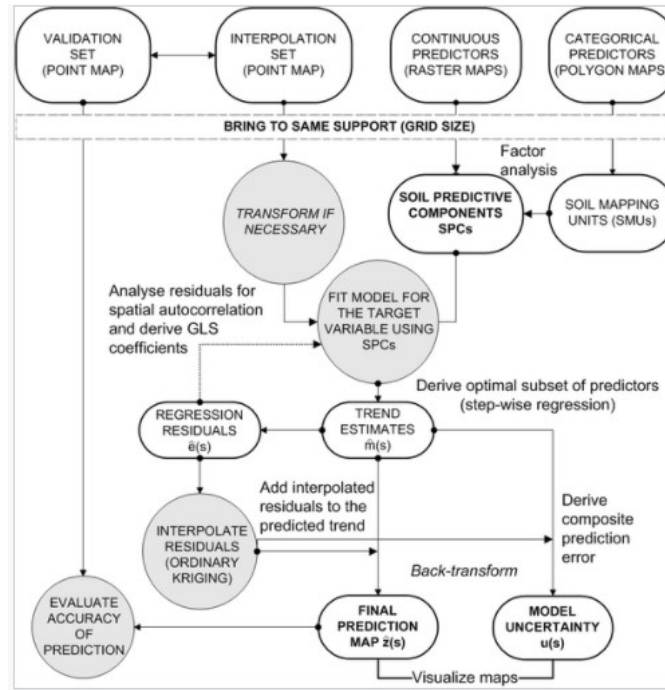 VALIDATION
SET
(POINT MAP)
INTERPOLATION
SET
(POINT MAP)
CONTINUOUS
PREDICTORS
(RASTER MAPS)
CATEGORICAL
PREDICTORS
(POLYGON MAPS)
BRING TO SAME SUPPORT (GRID SIZE)
Factor
analysis
TRANSFORM IF
NECESSARY
SOIL PREDICTIVE
COMPONENTS
SPCs
SOIL MAPPING
UNITS (SMUs)
Analyse residuals for
spatial autocorrelation
and derive GLS
coefficients
FIT MODEL FOR
THE TARGET
VARIABLE USING
SPCs
Derive optimal subset of predictors
(step-wise regression)
REGRESSION
RESIDUALS
ê(s)
TREND
ESTIMATES
m̂(s)
Add interpolated
residuals to the
predicted trend
Derive
composite
prediction
error
INTERPOLATE
RESIDUALS
(ORDINARY
KRIGING)
Back-transform
EVALUATE
ACCURACY
OF
PREDICTION
FINAL
PREDICTION
MAP ẑ(s)
MODEL
UNCERTAINTY
u(s)
Visualize maps